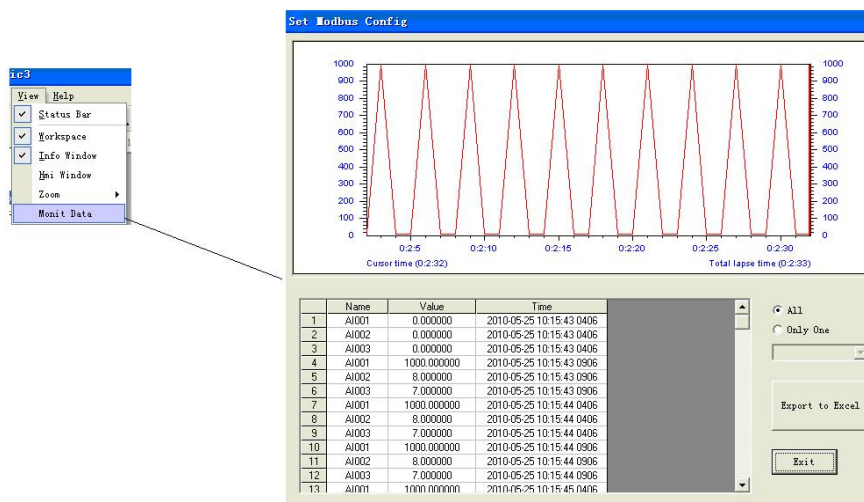 ic3
View Help
Status Bar
Workspace
Info Window
Hmi Window
Zoom
Monit Data
Set Modbus Config
1000 1000
900 900
800 800
700 700
600 600
500 500
400 400
300 300
200 200
100 100
0 0
0:2:5 0:2:10 0:2:15 0:2:20 0:2:25 0:2:30
Cursor time (0:2:32) Total lapse time (0:2:33)
Name Value Time
1 AI001 0.000000 2010-05-25 10:15:43 0406
2 AI002 0.000000 2010-05-25 10:15:43 0406
3 AI003 0.000000 2010-05-25 10:15:43 0406
4 AI001 1000.000000 2010-05-25 10:15:43 0906
5 AI002 8.000000 2010-05-25 10:15:43 0906
6 AI003 7.000000 2010-05-25 10:15:43 0906
7 AI001 1000.000000 2010-05-25 10:15:44 0406
8 AI002 8.000000 2010-05-25 10:15:44 0406
9 AI003 7.000000 2010-05-25 10:15:44 0406
10 AI001 1000.000000 2010-05-25 10:15:44 0906
11 AI002 8.000000 2010-05-25 10:15:44 0906
12 AI003 7.000000 2010-05-25 10:15:44 0906
13 AI001 1000.000000 2010-05-25 10:15:45 0406
All
Only One
Export to Excel
Exit